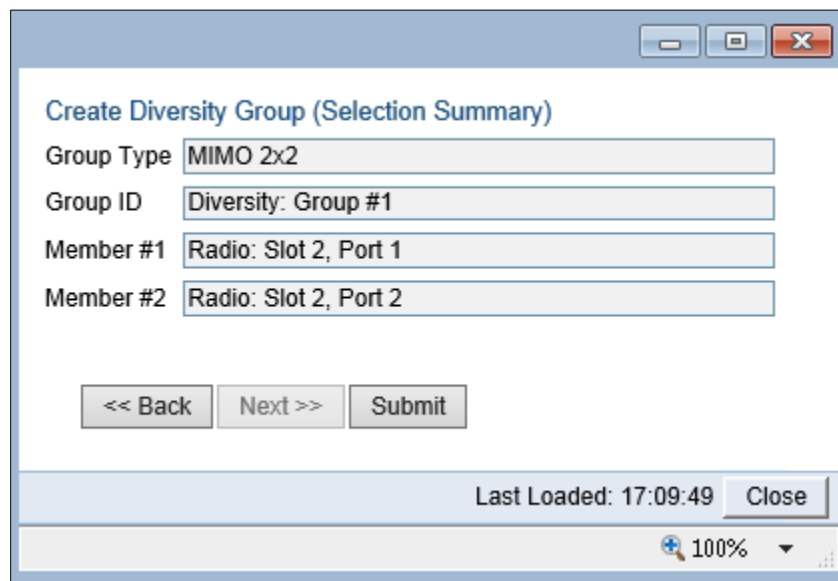 Create Diversity Group (Selection Summary)
Group Type MIMO 2x2
Group ID Diversity: Group #1
Member #1 Radio: Slot 2, Port 1
Member #2 Radio: Slot 2, Port 2
<< Back Next >> Submit
Last Loaded: 17:09:49 Close
100%